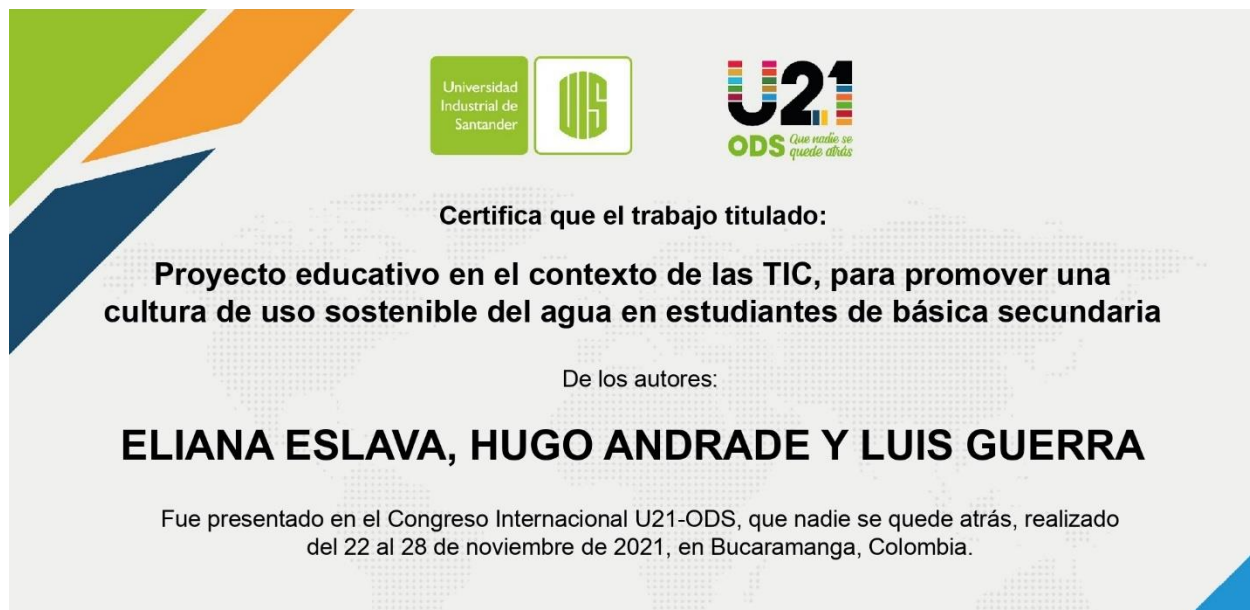 Universidad
Industrial de
Santander
UIS
U21
ODS Que nadie se
quede atrás
Certifica que el trabajo titulado:
Proyecto educativo en el contexto de las TIC, para promover una
cultura de uso sostenible del agua en estudiantes de básica secundaria
De los autores:
ELIANA ESLAVA, HUGO ANDRADE Y LUIS GUERRA
Fue presentado en el Congreso Internacional U21-ODS, que nadie se quede atrás, realizado
del 22 al 28 de noviembre de 2021, en Bucaramanga, Colombia.